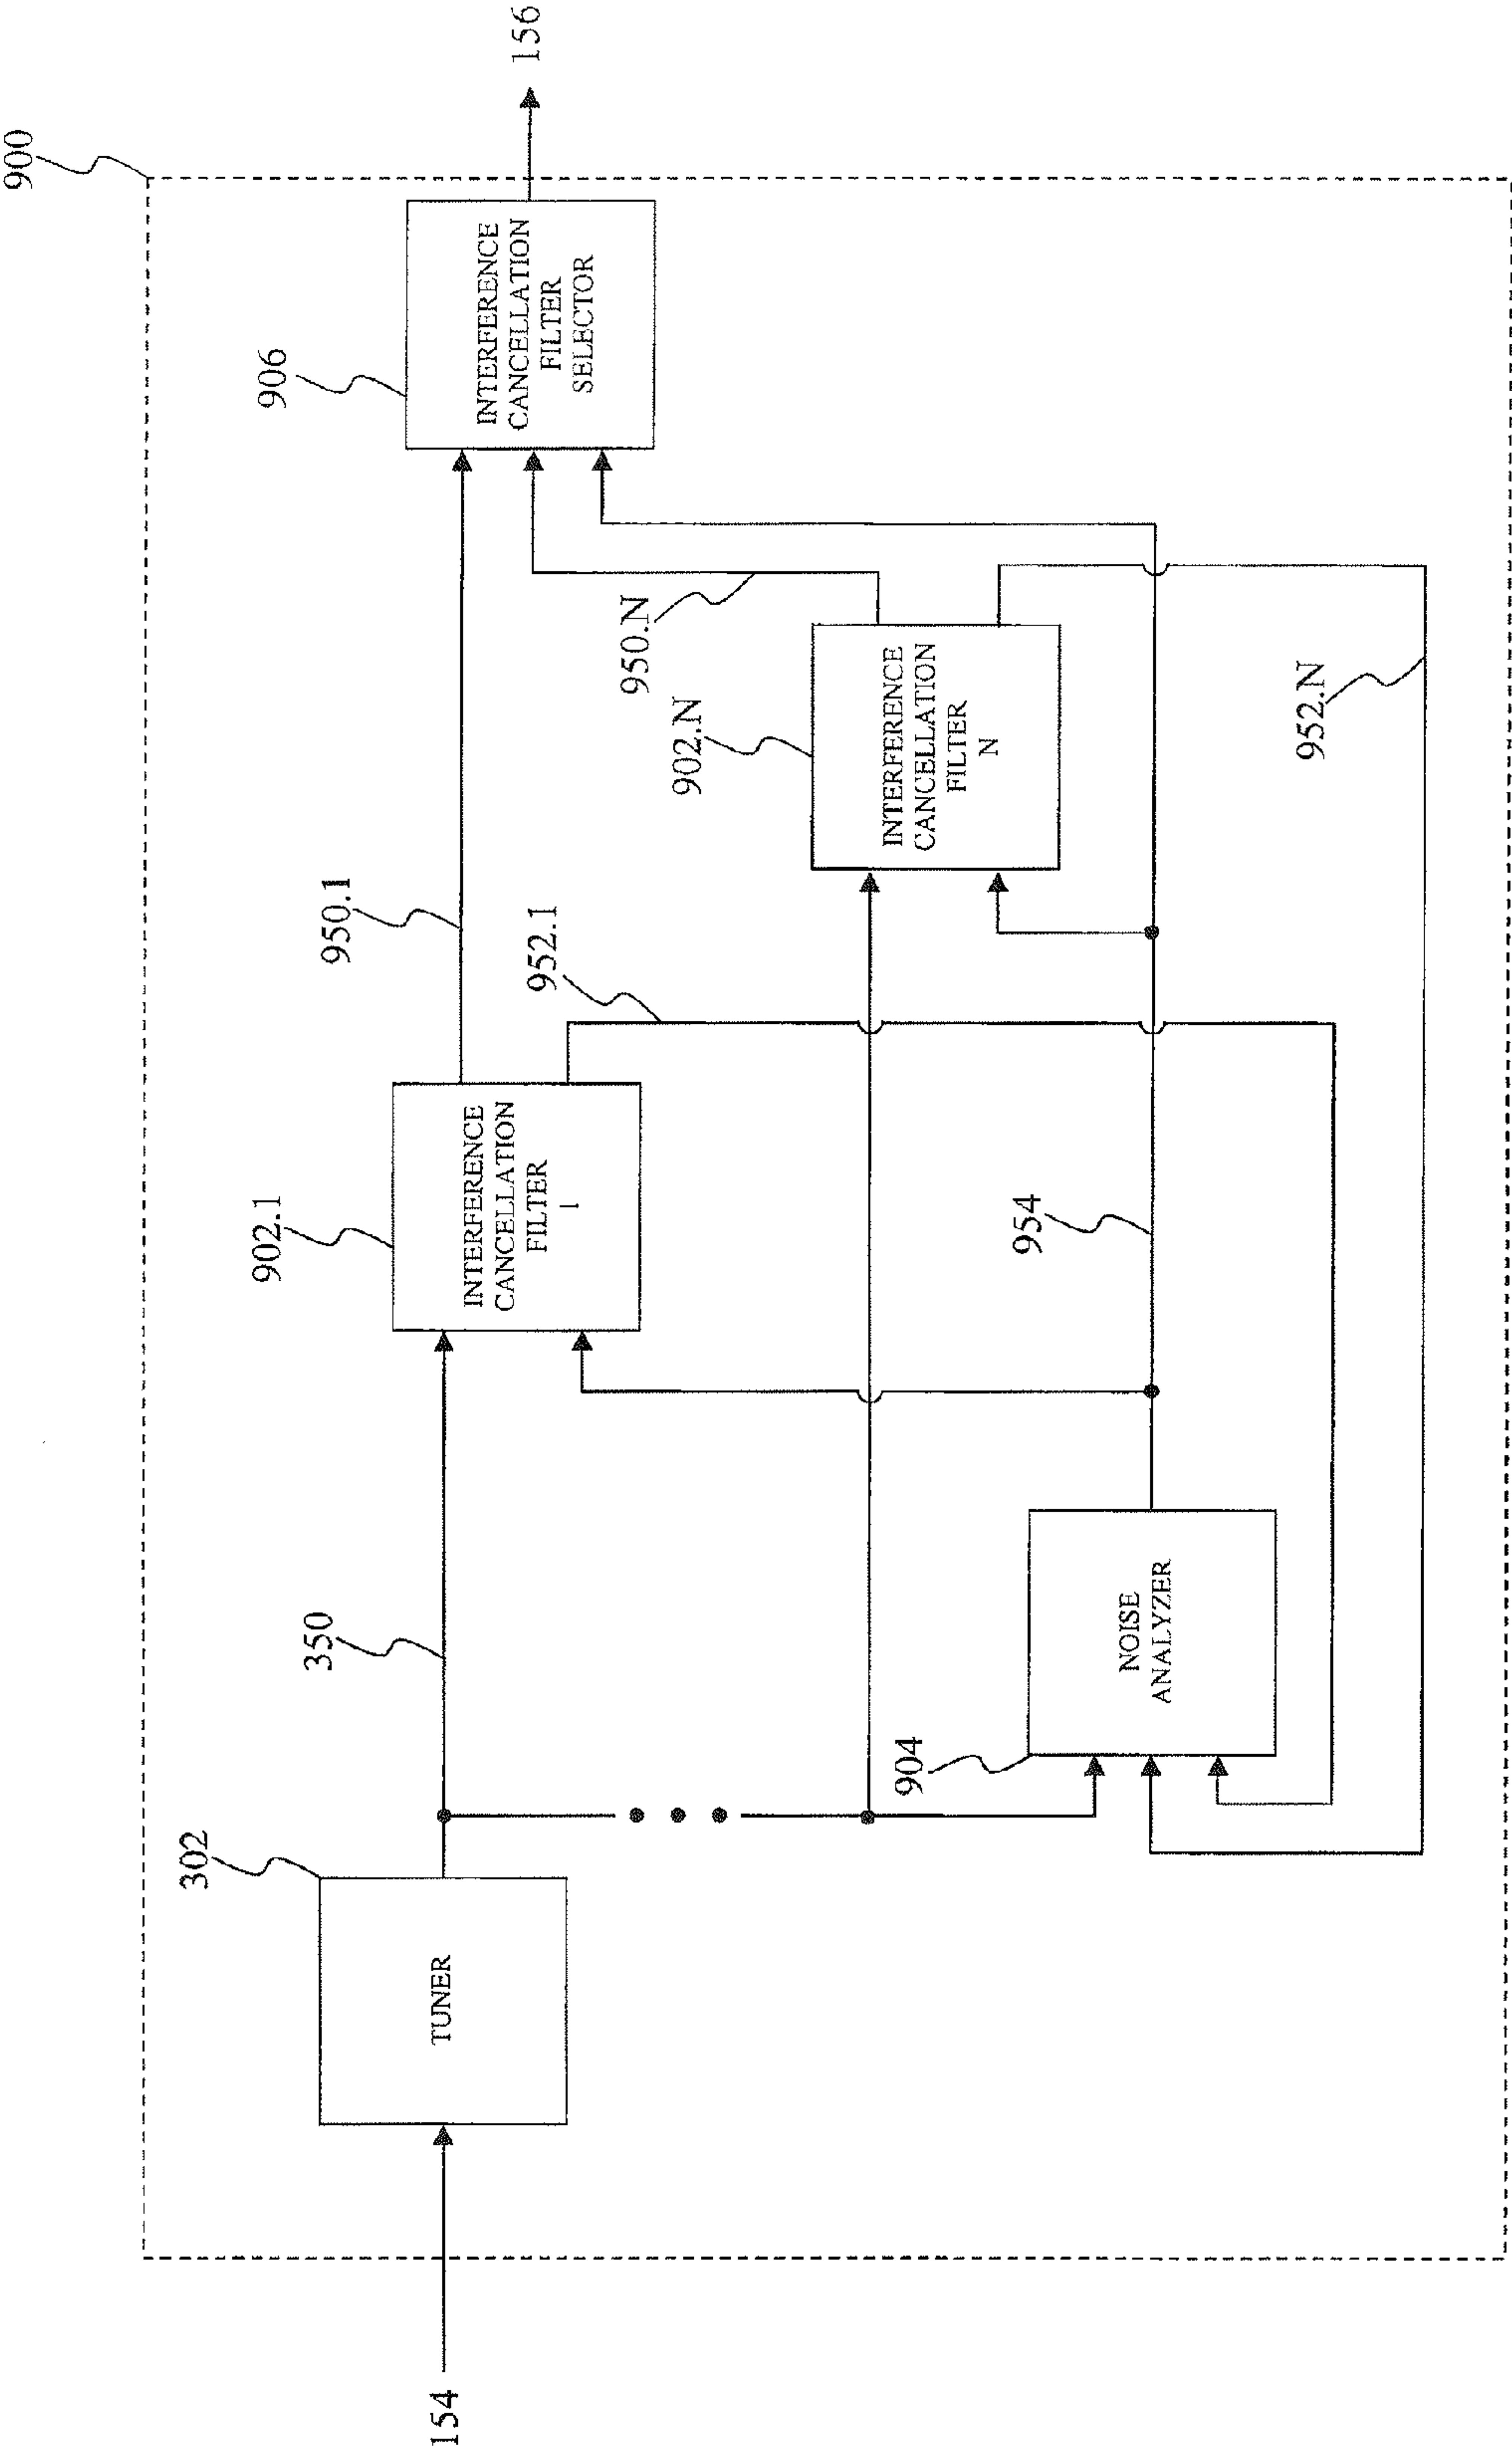 900
906
INTERFERENCE
CANCELLATION
FILTER
SELECTOR
156
950.1
950.N
902.1
INTERFERENCE
CANCELLATION
FILTER
1
952.1
902.N
INTERFERENCE
CANCELLATION
FILTER
N
350
954
952.N
302
TUNER
904
NOISE
ANALYZER
154